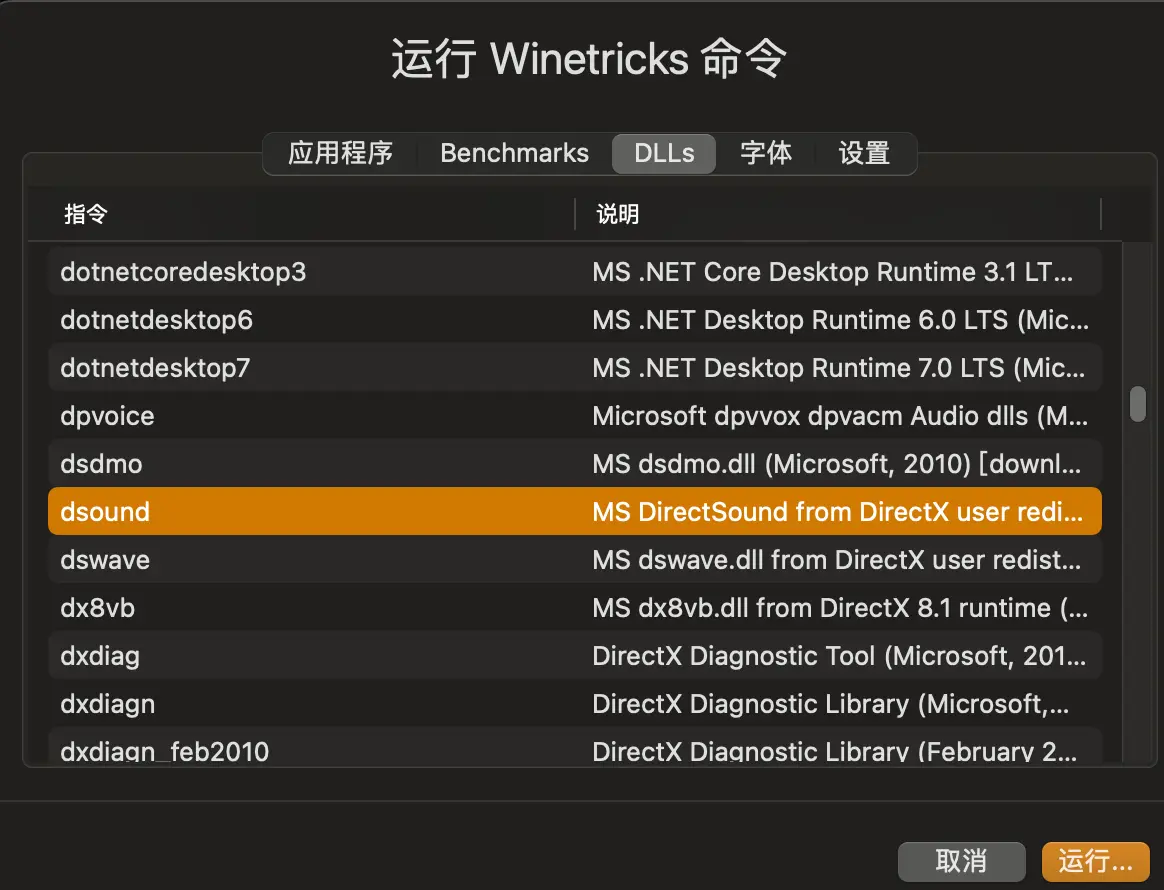 运行 Winetricks 命令
应用程序 Benchmarks DLLs 字体 设置
指令 说明
dotnetcoredesktop3 MS .NET Core Desktop Runtime 3.1 LT...
dotnetdesktop6 MS .NET Desktop Runtime 6.0 LTS (Mic...
dotnetdesktop7 MS .NET Desktop Runtime 7.0 LTS (Mic...
dpvoice Microsoft dpvvox dpvacm Audio dlls (M...
dsdmo MS dsdmo.dll (Microsoft, 2010) [downl...
dsound MS DirectSound from DirectX user redi...
dswave MS dswave.dll from DirectX user redist...
dx8vb MS dx8vb.dll from DirectX 8.1 runtime (...
dxdiag DirectX Diagnostic Tool (Microsoft, 201...
dxdiagn DirectX Diagnostic Library (Microsoft,...
dxdiagn_feb2010 DirectX Diagnostic Library (February 2...
取消 运行...